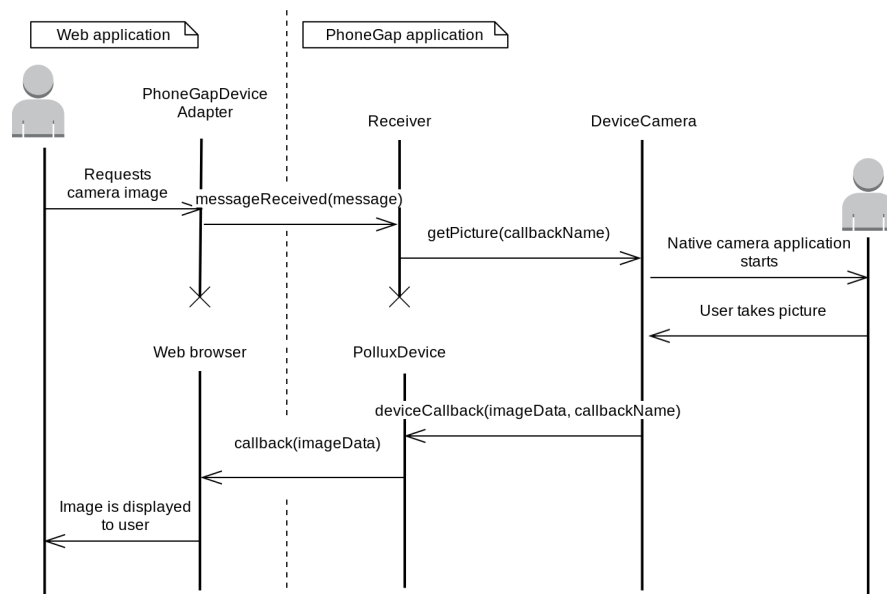 Web application
PhoneGap application
PhoneGapDevice
Adapter
Receiver
DeviceCamera
Requests
camera image
messageReceived(message)
getPicture(callbackName)
Native camera application
starts
User takes picture
Web browser
PolluxDevice
deviceCallback(imageData, callbackName)
callback(imageData)
Image is displayed
to user